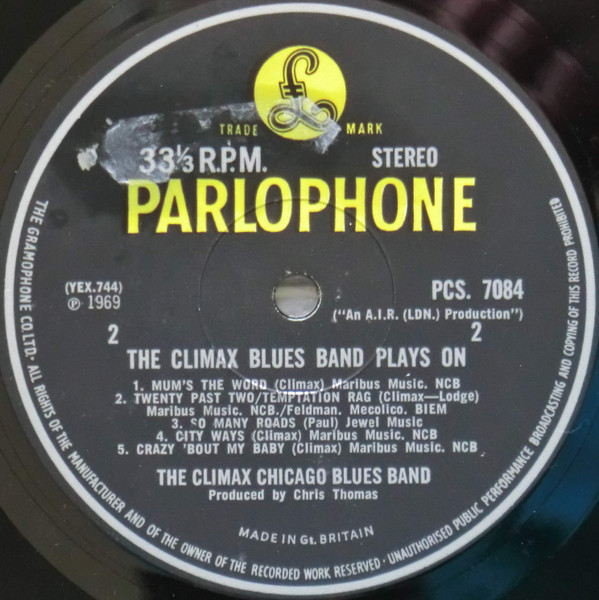 TRADE MARK
33⅓ R.P.M. STEREO
PARLOPHONE
(YEX.744) PCS. 7084
℗ 1969 ("An A.I.R. (LDN.) Production")
2 2
THE CLIMAX BLUES BAND PLAYS ON
1. MUM'S THE WORD (Climax) Maribus Music. NCB
2. TWENTY PAST TWO/TEMPTATION RAG (Climax—Lodge)
Maribus Music. NCB./Feldman. Mecolico. BIEM
3. SO MANY ROADS (Paul) Jewel Music
4. CITY WAYS (Climax) Maribus Music. NCB
5. CRAZY 'BOUT MY BABY (Climax) Maribus Music. NCB
THE CLIMAX CHICAGO BLUES BAND
Produced by Chris Thomas
MADE IN Gt. BRITAIN
THE GRAMOPHONE CO. LTD. · ALL RIGHTS OF THE MANUFACTURER AND OF THE OWNER OF THE RECORDED WORK RESERVED · UNAUTHORISED PUBLIC PERFORMANCE BROADCASTING AND COPYING OF THIS RECORD PROHIBITED